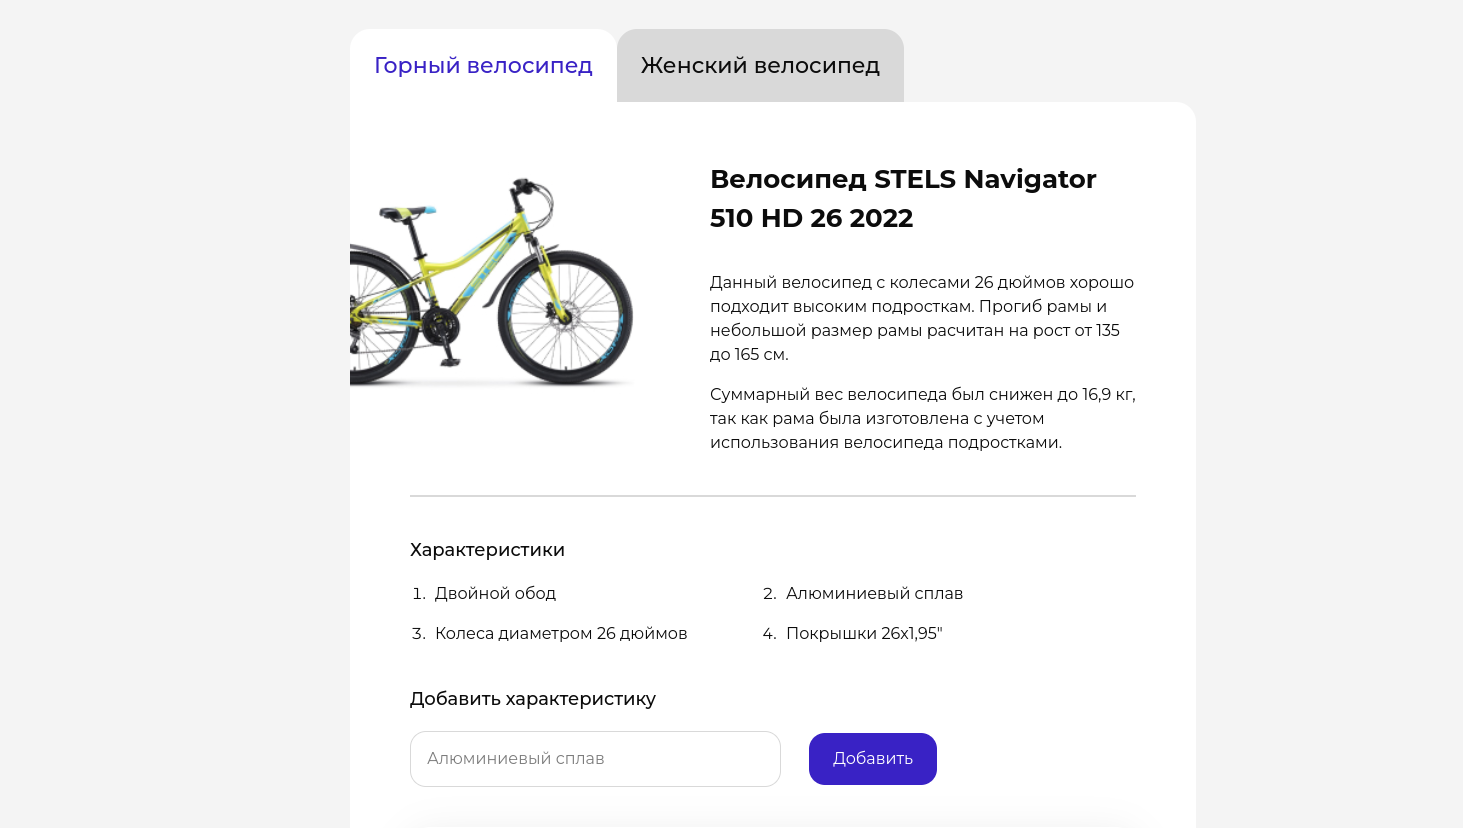 Горный велосипед
Женский велосипед
Велосипед STELS Navigator
510 HD 26 2022
Данный велосипед с колесами 26 дюймов хорошо
подходит высоким подросткам. Прогиб рамы и
небольшой размер рамы расчитан на рост от 135
до 165 см.
Суммарный вес велосипеда был снижен до 16,9 кг,
так как рама была изготовлена с учетом
использования велосипеда подростками.
Характеристики
1. Двойной обод
2. Алюминиевый сплав
3. Колеса диаметром 26 дюймов
4. Покрышки 26x1,95"
Добавить характеристику
Алюминиевый сплав
Добавить